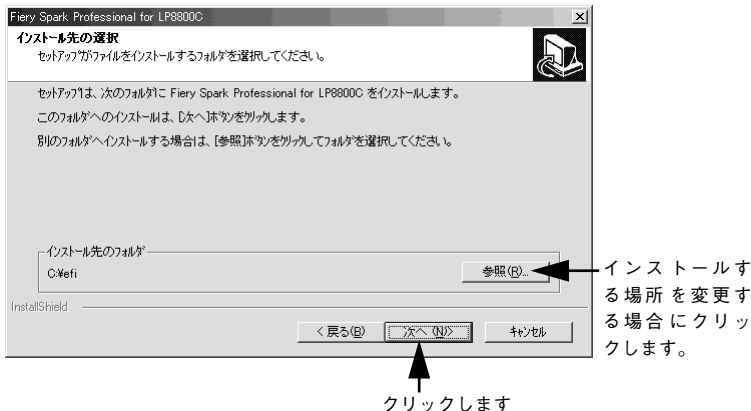 Fiery Spark Professional for LP8800C
インストール先の選択
セットアップがファイルをインストールするフォルダを選択してください。
セットアップは、次のフォルダに Fiery Spark Professional for LP8800C をインストールします。
このフォルダへのインストールは、[次へ]ボタンをクリックします。
別のフォルダへインストールする場合は、[参照]ボタンをクリックしてフォルダを選択してください。
インストール先のフォルダ
C:¥efi
参照(R)...
インストールす
る場所を変更す
る場合にクリッ
クします。
InstallShield
< 戻る(B)
次へ (N)>
キャンセル
クリックします